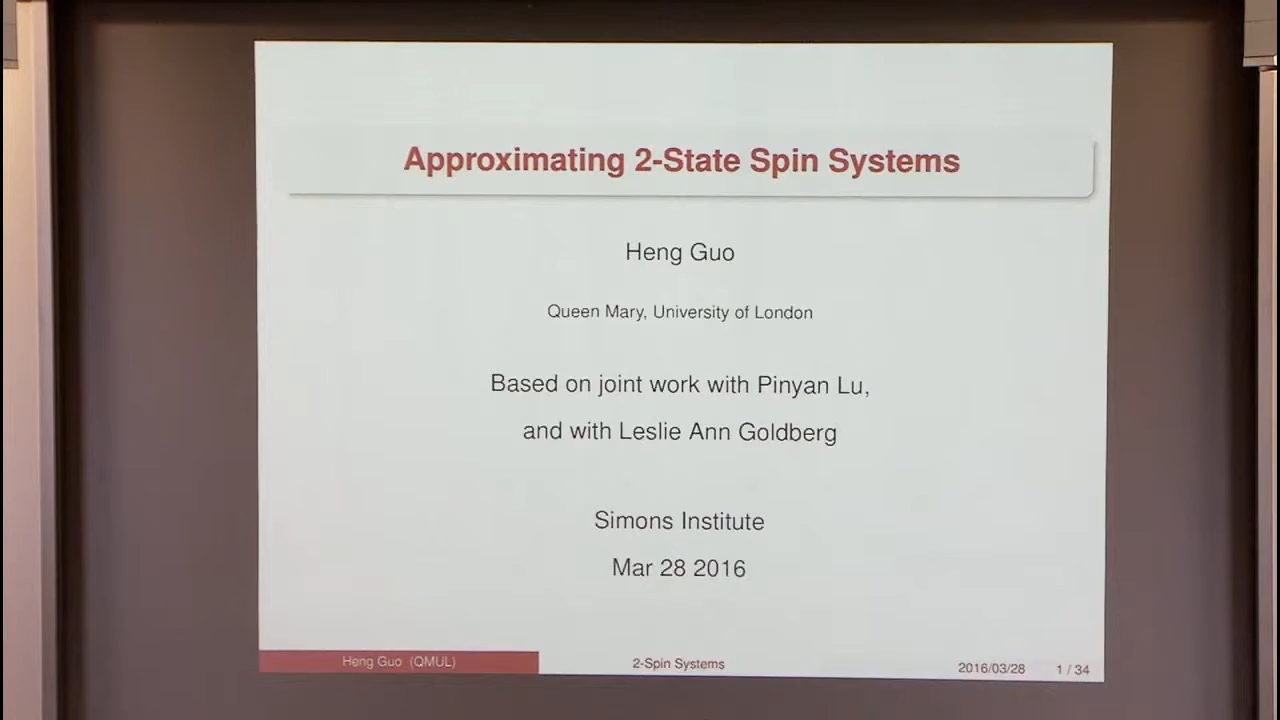 Approximating 2-State Spin Systems
Heng Guo
Queen Mary, University of London
Based on joint work with Pinyan Lu,
and with Leslie Ann Goldberg
Simons Institute
Mar 28 2016
Heng Guo (QMUL) 2-Spin Systems 2016/03/28 1 / 34